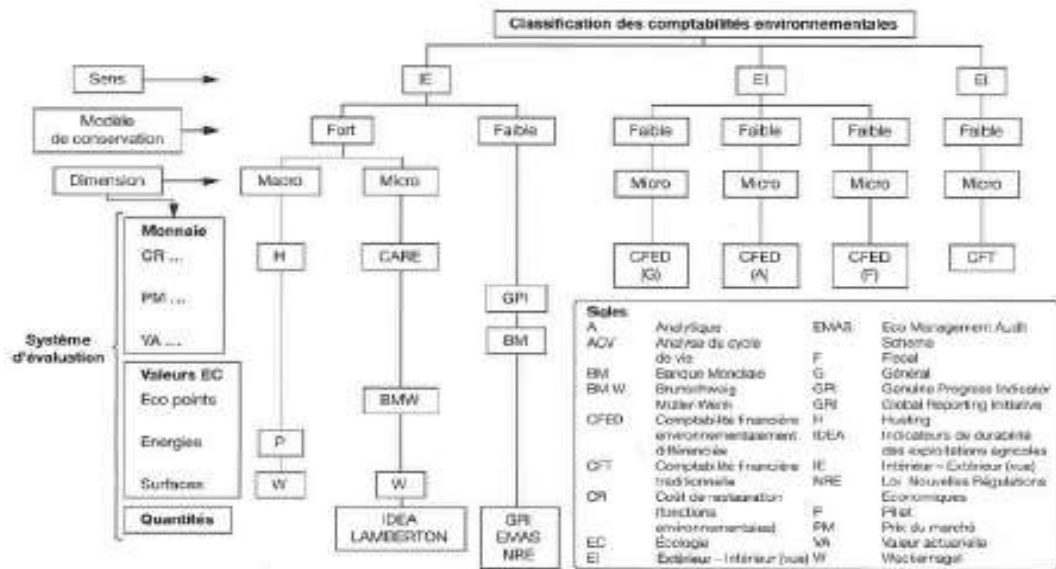 Classification des comptabilités environnementales
Sens
IE
EI
EI
Modèle
de conservation
Fort
Faible
Faible
Faible
Faible
Faible
Dimension
Macro
Micro
Micro
Micro
Micro
Micro
Monnaie
CR ...
H
CARE
CFED
(G)
CFED
(A)
CFED
(F)
CFT
PM ...
GPI
VA ...
BM
Système
d'évaluation
Valeurs EC
Eco points
BMW
Energies
P
Surfaces
W
W
Quantités
IDEA
LAMBERTON
GRI
EMAS
NRE
Sigles
A Analytique
ACV Analyse du cycle
de vie
BM Banque Mondiale
BM W Brunschwig
Müller-Wenk
CFED Comptabilité financière
environnementalement
différenciée
CFT Comptabilité financière
traditionnelle
CR Coût de restauration
(fonctions
environnementales)
EC Écologie
EI Extérieur – Intérieur (vue)
EMAS Eco Management Audit
Scheme
F Fiscal
G Général
GPI Genuine Progress Indicator
GRI Global Reporting Initiative
H Hueting
IDEA Indicateurs de durabilité
des exploitations agricoles
IE Intérieur – Extérieur (vue)
NRE Loi Nouvelles Régulations
Economiques
P Pillet
PM Prix du marché
VA Valeur actuarielle
W Wackernagel